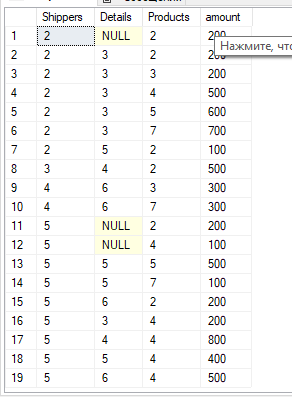 Shippers Details Products amount
1 2 NULL 2 200
2 2 3 2 200
Нажмите, что
3 2 3 3 200
4 2 3 4 500
5 2 3 5 600
6 2 3 7 700
7 2 5 2 100
8 3 4 2 500
9 4 6 3 300
10 4 6 7 300
11 5 NULL 2 200
12 5 NULL 4 100
13 5 5 5 500
14 5 5 7 100
15 5 6 2 200
16 5 3 4 200
17 5 4 4 800
18 5 5 4 400
19 5 6 4 500